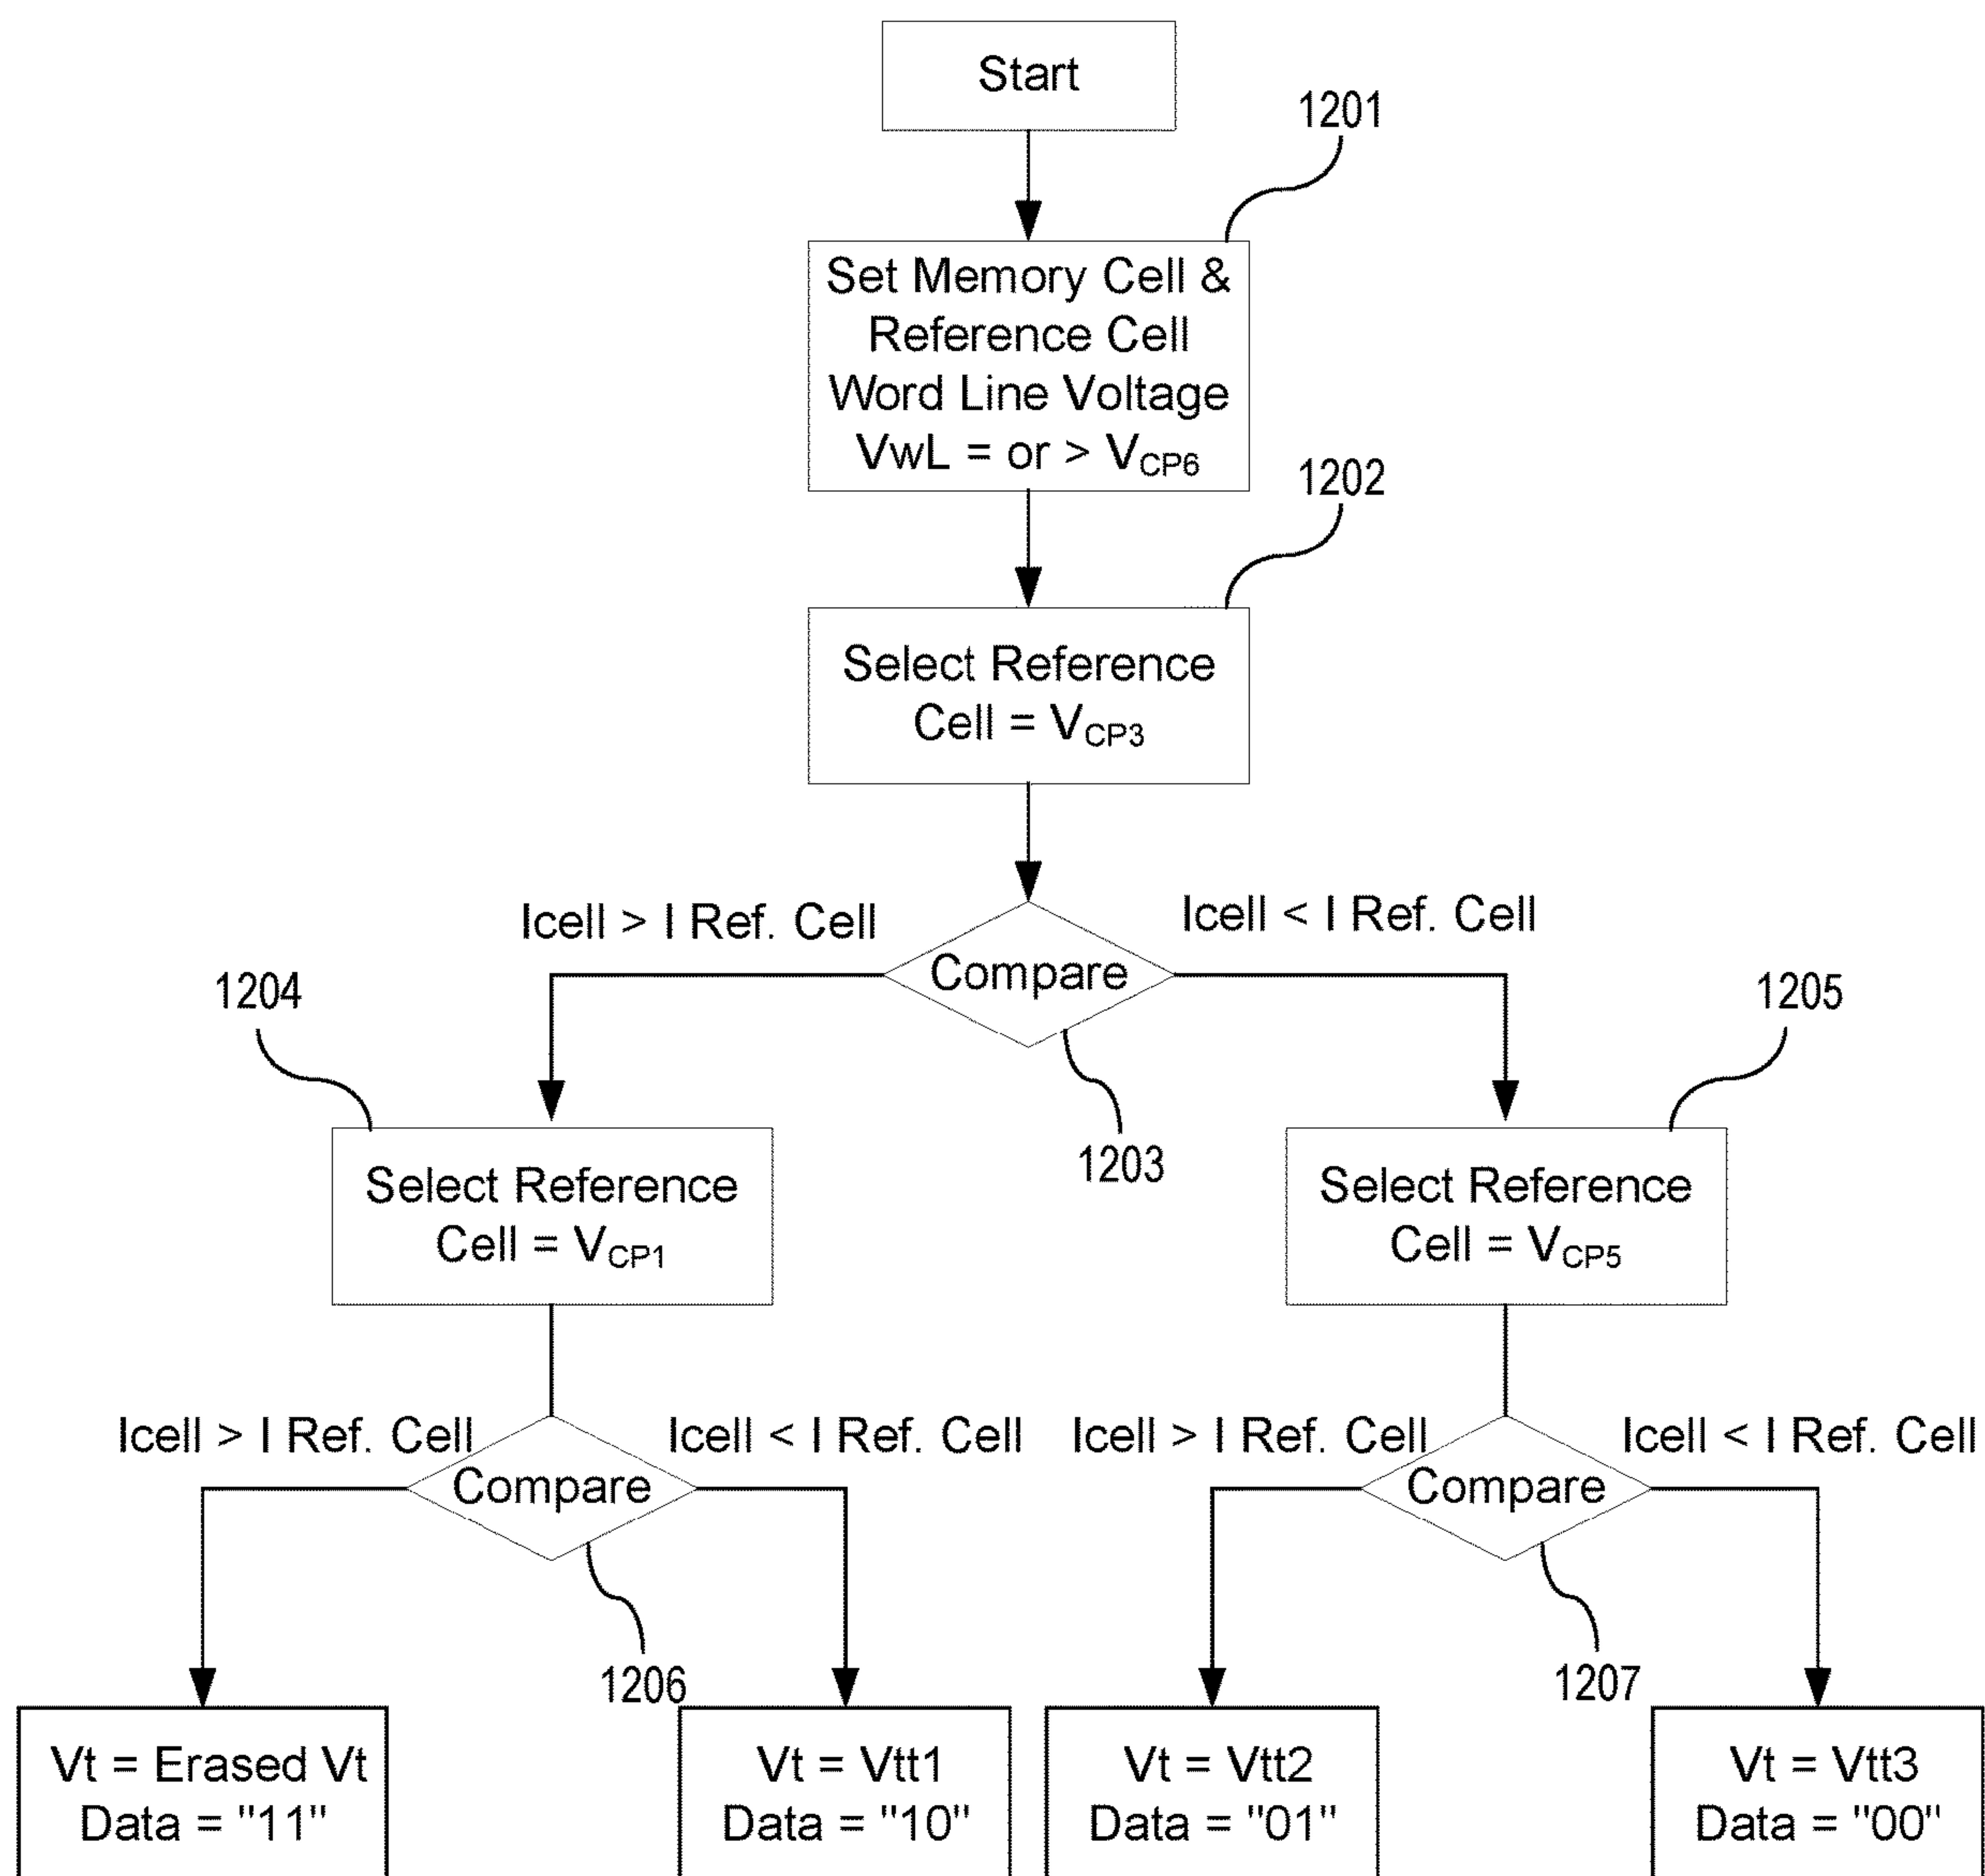 Start
1201
Set Memory Cell &
Reference Cell
Word Line Voltage
VwL = or > VCP6
1202
Select Reference
Cell = VCP3
Icell > I Ref. Cell
Icell < I Ref. Cell
Compare
1203
1204
1205
Select Reference
Cell = VCP1
Select Reference
Cell = VCP5
Icell > I Ref. Cell
Icell < I Ref. Cell
Compare
1206
Icell > I Ref. Cell
Icell < I Ref. Cell
Compare
1207
Vt = Erased Vt
Data = "11"
Vt = Vtt1
Data = "10"
Vt = Vtt2
Data = "01"
Vt = Vtt3
Data = "00"